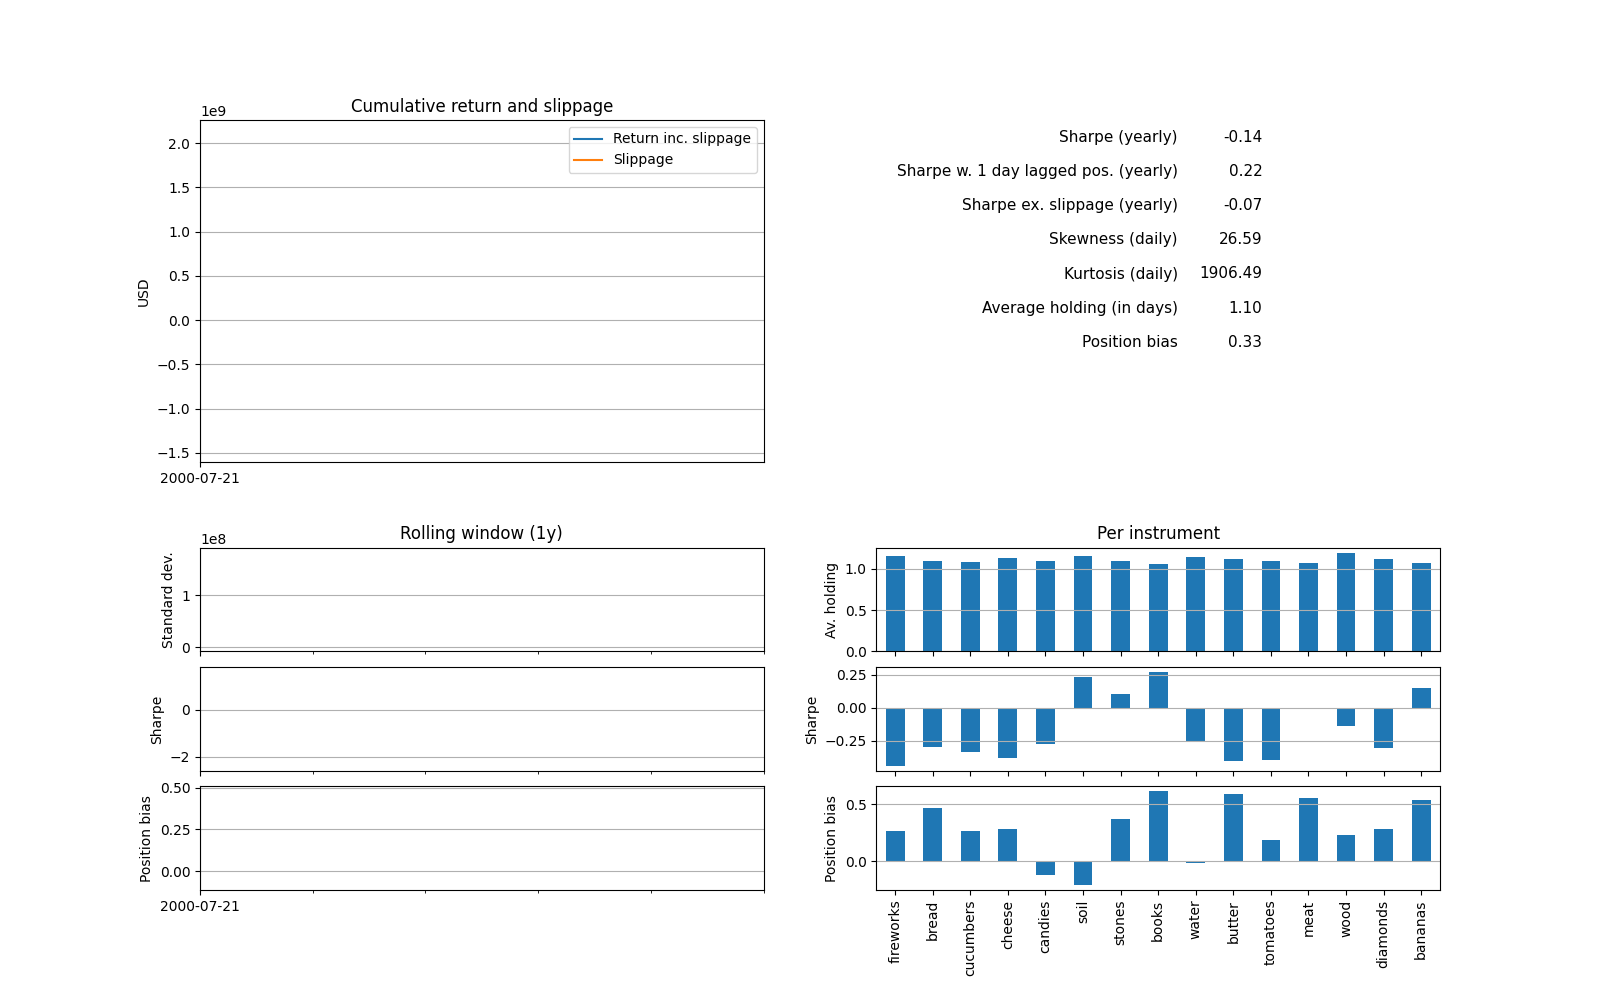 Cumulative return and slippage
1e9
Return inc. slippage
Slippage
2.0
1.5
1.0
0.5
0.0
−0.5
−1.0
−1.5
USD
2000-07-21
Sharpe (yearly) -0.14
Sharpe w. 1 day lagged pos. (yearly) 0.22
Sharpe ex. slippage (yearly) -0.07
Skewness (daily) 26.59
Kurtosis (daily) 1906.49
Average holding (in days) 1.10
Position bias 0.33
Rolling window (1y)
1e8
Standard dev.
1
0
Sharpe
0
−2
Position bias
0.50
0.25
0.00
2000-07-21
Per instrument
Av. holding
1.0
0.5
0.0
Sharpe
0.25
0.00
−0.25
Position bias
0.5
0.0
fireworks
bread
cucumbers
cheese
candies
soil
stones
books
water
butter
tomatoes
meat
wood
diamonds
bananas